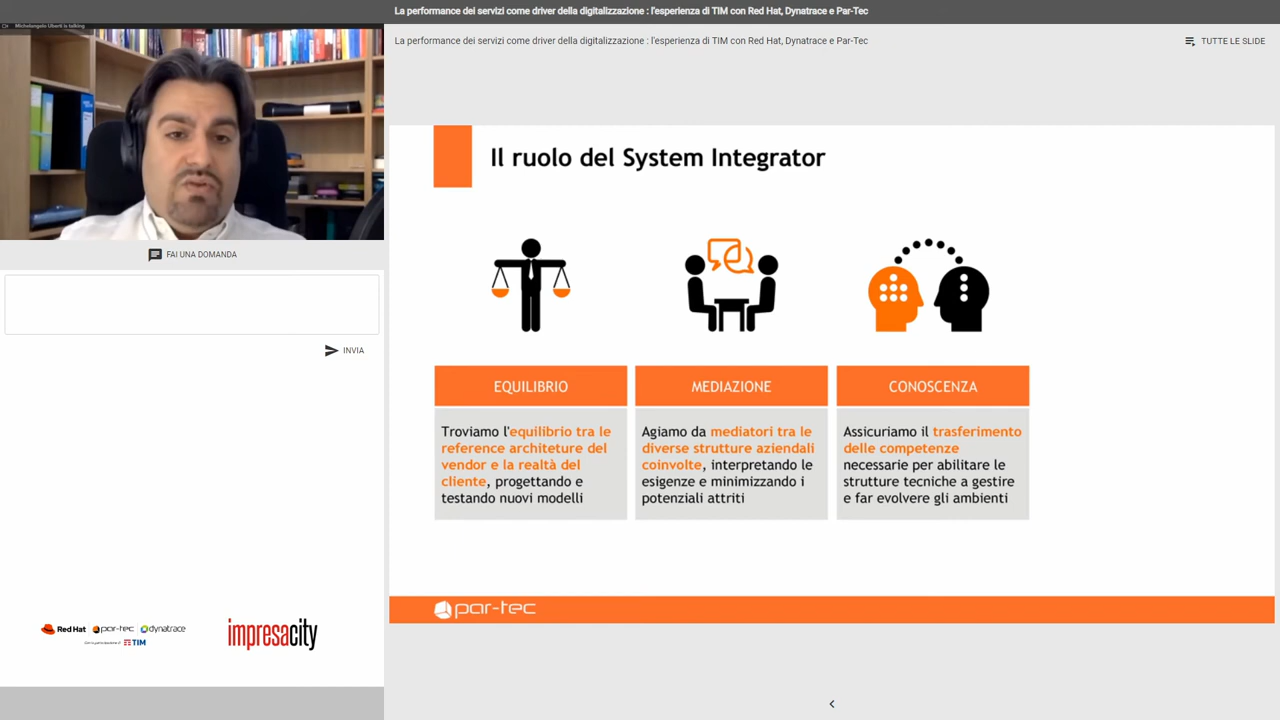 Michelangelo Uberti is talking
La performance dei servizi come driver della digitalizzazione : l'esperienza di TIM con Red Hat, Dynatrace e Par-Tec
La performance dei servizi come driver della digitalizzazione : l'esperienza di TIM con Red Hat, Dynatrace e Par-Tec
TUTTE LE SLIDE
Il ruolo del System Integrator
FAI UNA DOMANDA
INVIA
EQUILIBRIO
Troviamo l'equilibrio tra le
reference architeture del
vendor e la realtà del
cliente, progettando e
testando nuovi modelli
MEDIAZIONE
Agiamo da mediatori tra le
diverse strutture aziendali
coinvolte, interpretando le
esigenze e minimizzando i
potenziali attriti
CONOSCENZA
Assicuriamo il trasferimento
delle competenze
necessarie per abilitare le
strutture tecniche a gestire
e far evolvere gli ambienti
par-tec
Red Hat par-tec dynatrace
TIM
impresacity